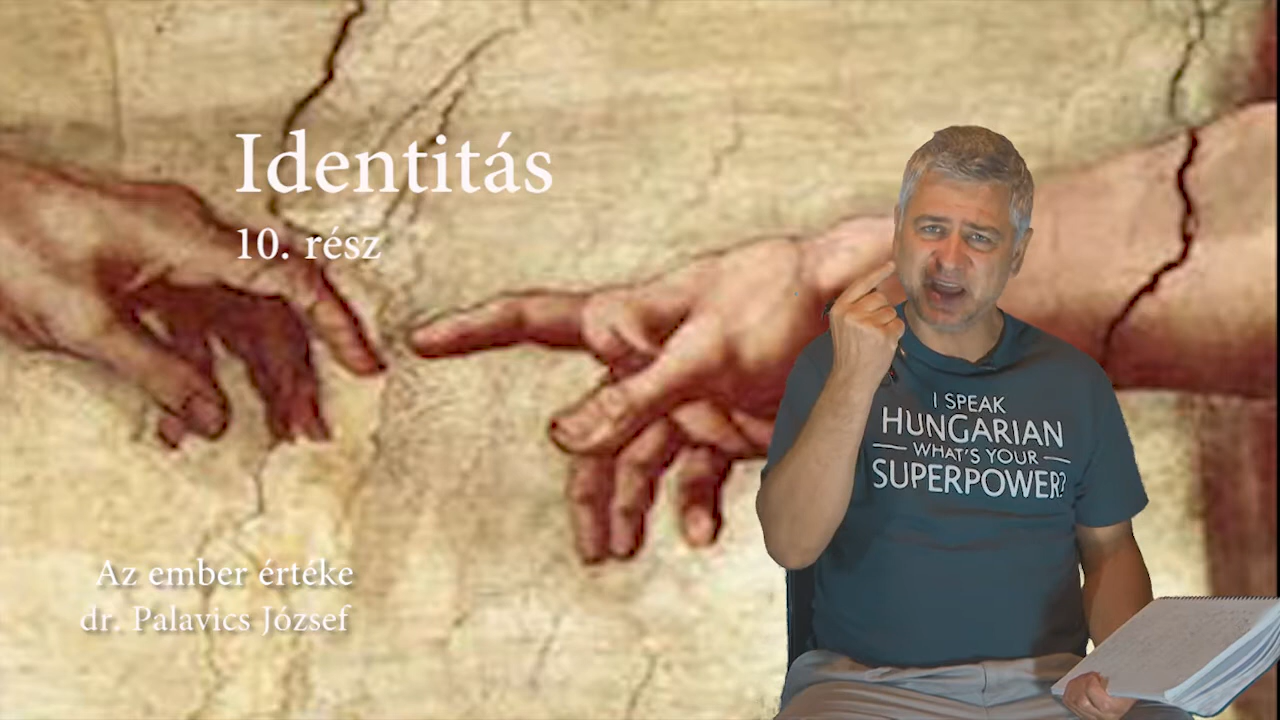 Identitás
10. rész
I SPEAK
HUNGARIAN
WHAT'S YOUR
SUPERPOWER?
Az ember értéke
dr. Palavics József